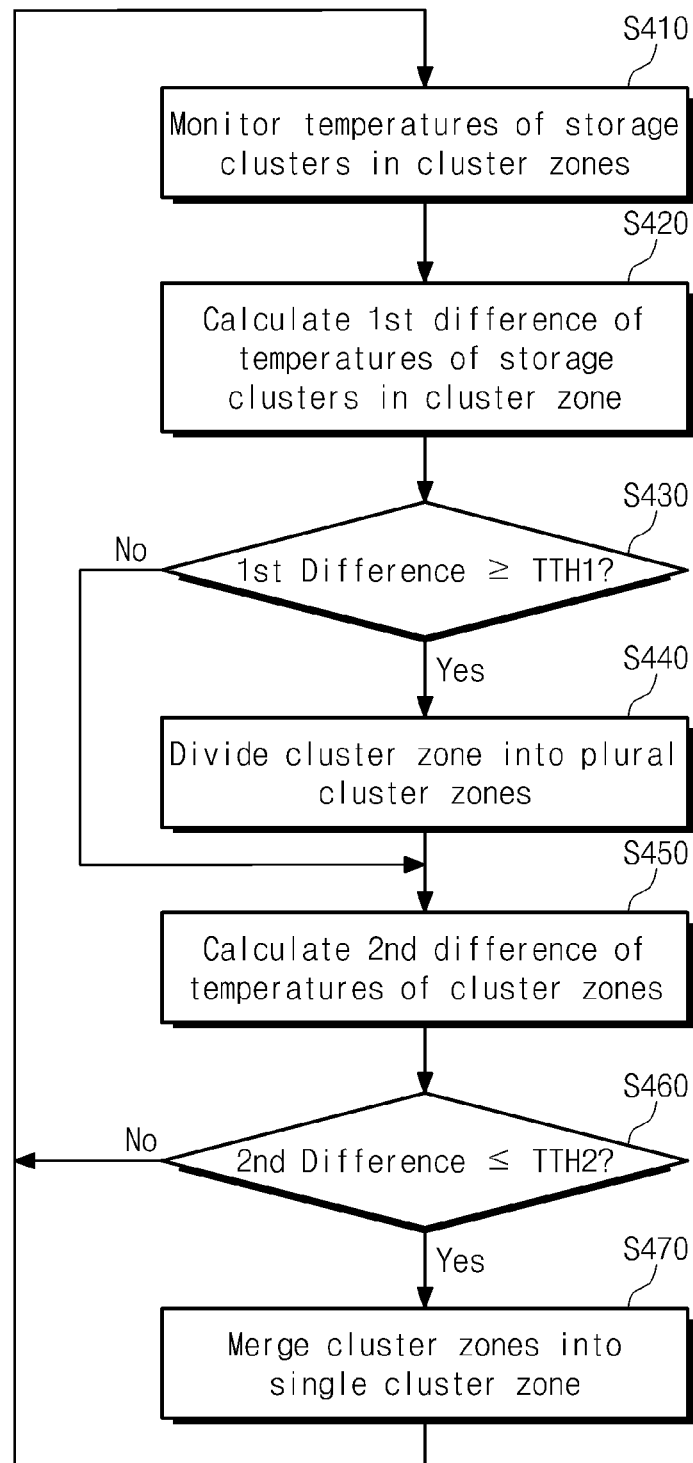 S410
Monitor temperatures of storage
clusters in cluster zones
S420
Calculate 1st difference of
temperatures of storage
clusters in cluster zone
S430
No
1st Difference ≥ TTH1?
Yes
S440
Divide cluster zone into plural
cluster zones
S450
Calculate 2nd difference of
temperatures of cluster zones
S460
No
2nd Difference ≤ TTH2?
Yes
S470
Merge cluster zones into
single cluster zone